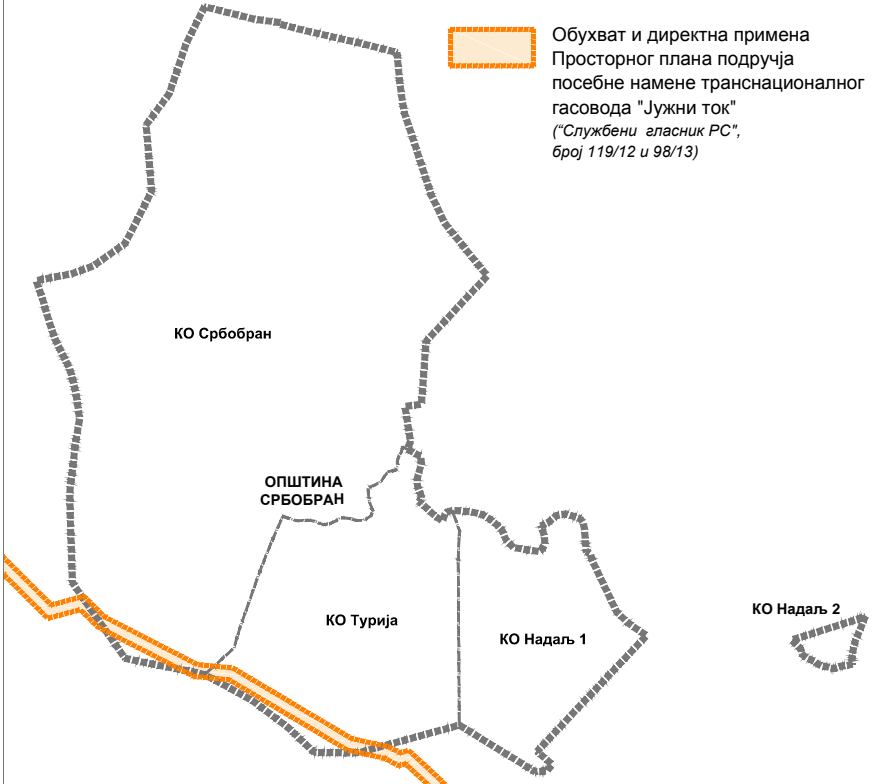 Обухват и директна примена
Просторног плана подручја
посебне намене транснационалног
гасовода "Јужни ток"
("Службени гласник РС",
број 119/12 и 98/13)
КО Србобран
ОПШТИНА
СРБОБРАН
КО Турија
КО Надаљ 1
КО Надаљ 2